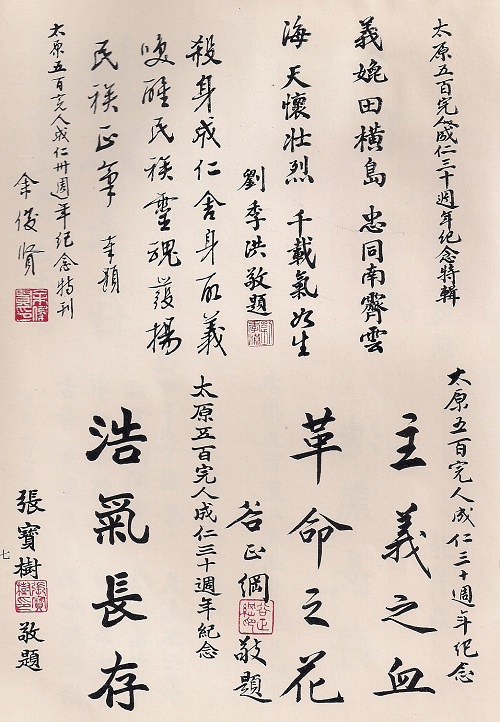 太原五百完人成仁三十週年紀念特輯
義媲田橫島 忠同南霽雲
海天懷壯烈 千載氣如生
劉季洪敬題
殺身成仁舍身取義
喚醒民族靈魂發揚
民族正氣 奉題
太原五百完人成仁卅週年紀念特刊
余俊賢
太原五百完人成仁三十週年紀念
主義之血
革命之花
谷正綱
敬題
太原五百完人成仁三十週年紀念
浩氣長存
張寶樹
敬題
七